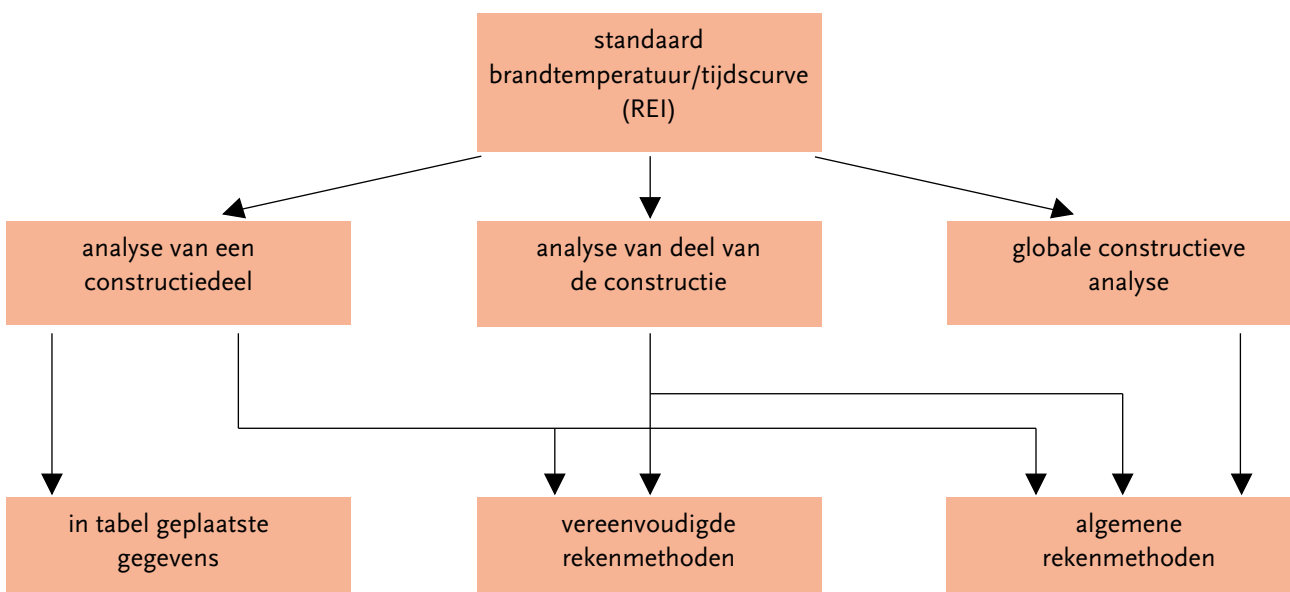 standaard
brandtemperatuur/tijdscurve
(REI)
analyse van een
constructiedeel
analyse van deel van
de constructie
globale constructieve
analyse
in tabel geplaatste
gegevens
vereenvoudigde
rekenmethoden
algemene
rekenmethoden